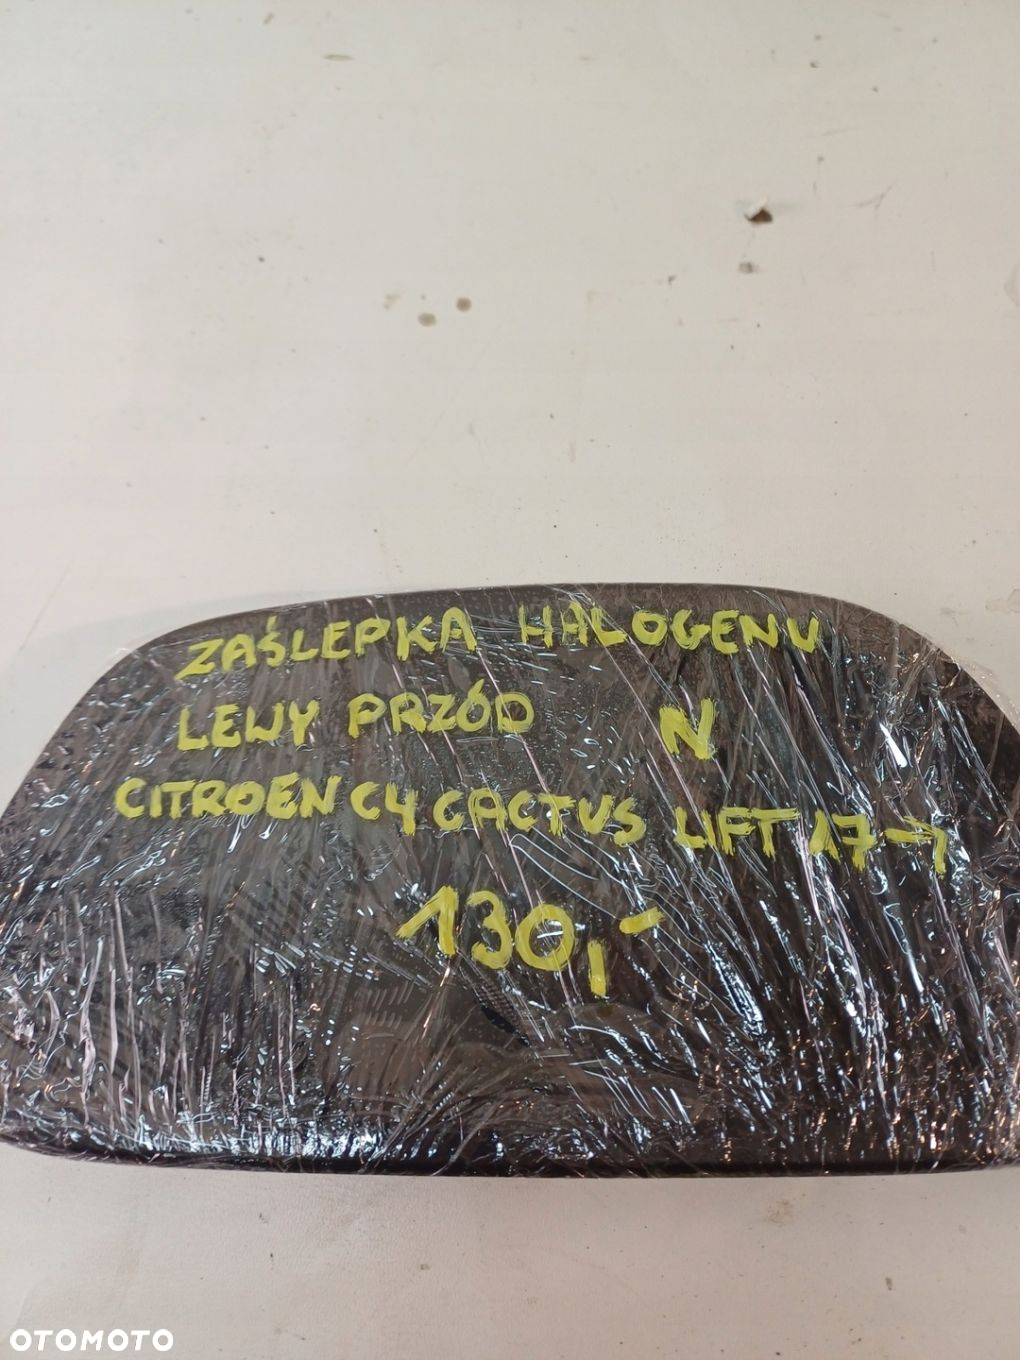 ZAŚLEPKA HALOGENU
LEWY PRZÓD N
CITROEN C4 CACTUS LIFT 17→
130,-
OTOMOTO